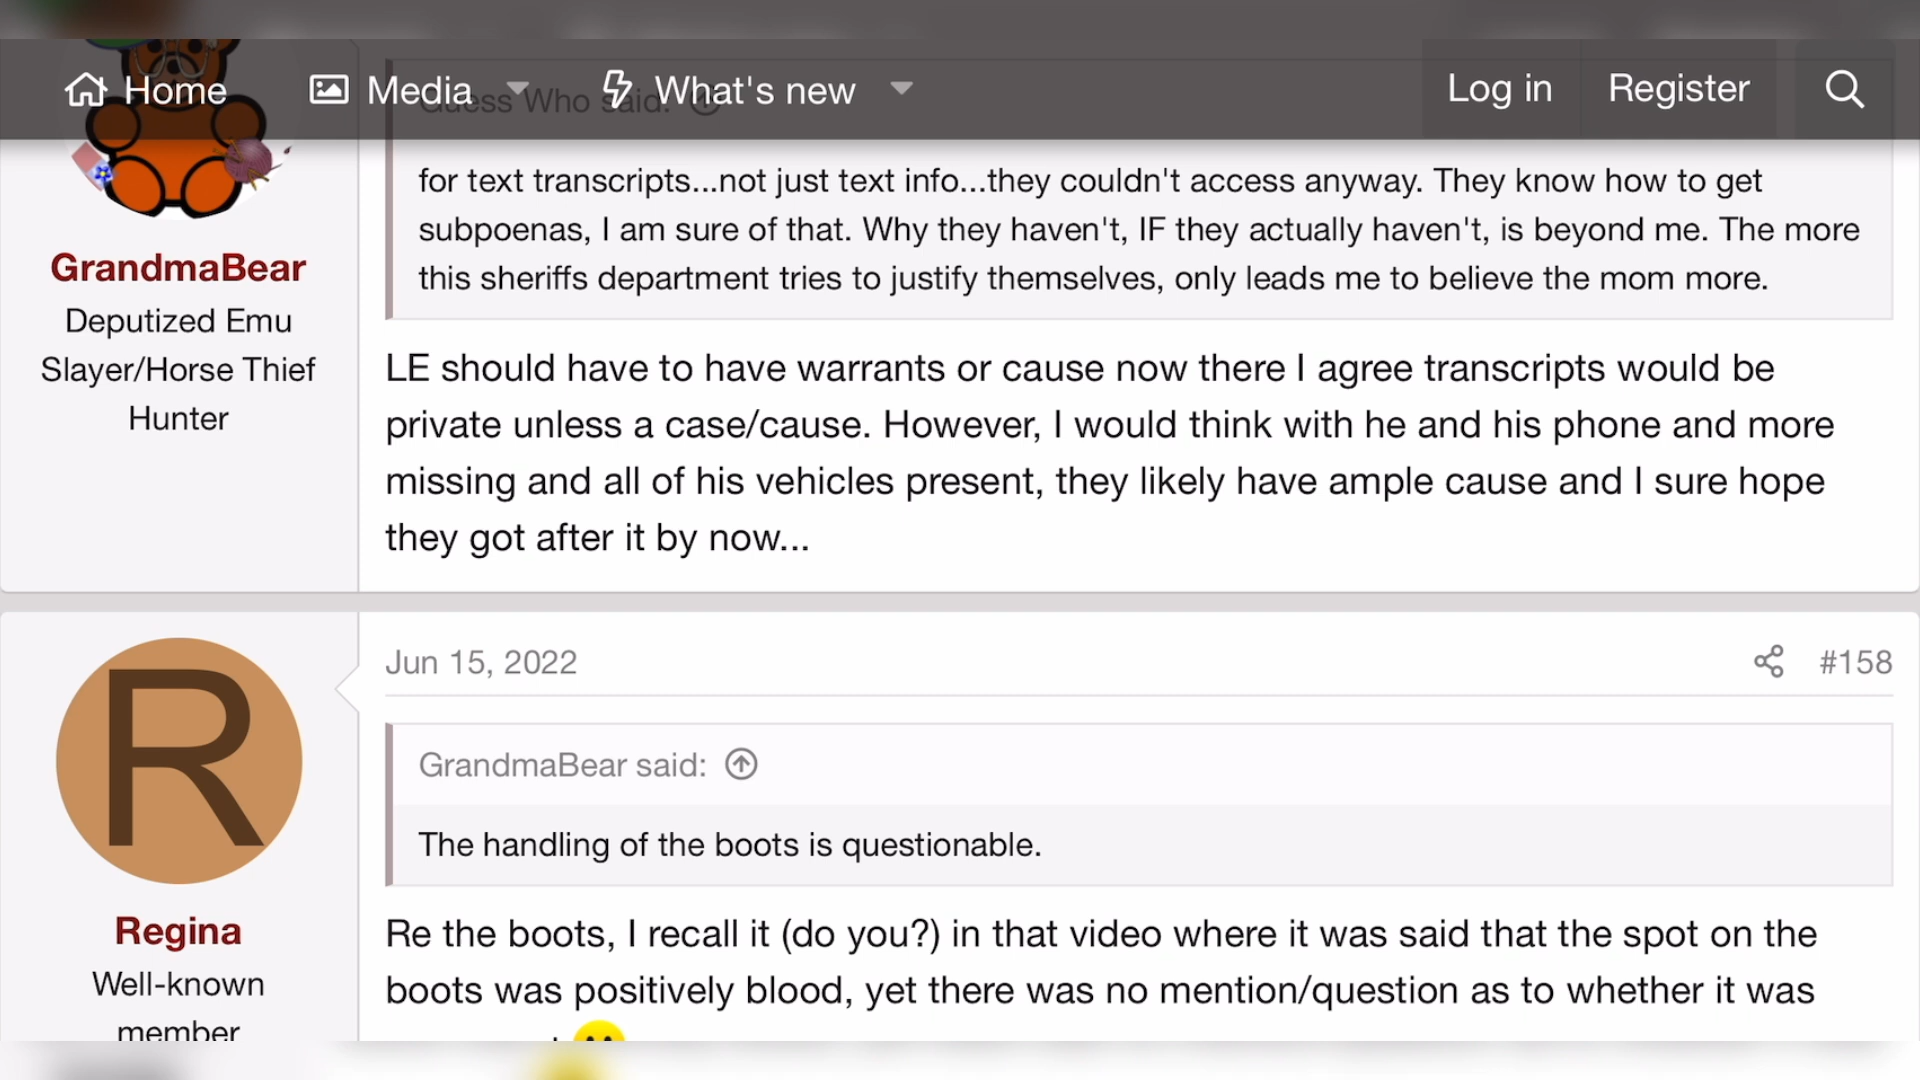 Home Media What's new Log in Register
Guess Who said:
for text transcripts...not just text info...they couldn't access anyway. They know how to get
subpoenas, I am sure of that. Why they haven't, IF they actually haven't, is beyond me. The more
this sheriffs department tries to justify themselves, only leads me to believe the mom more.
GrandmaBear
Deputized Emu
Slayer/Horse Thief
Hunter
LE should have to have warrants or cause now there I agree transcripts would be
private unless a case/cause. However, I would think with he and his phone and more
missing and all of his vehicles present, they likely have ample cause and I sure hope
they got after it by now...
R
Regina
Well-known
member
Jun 15, 2022 #158
GrandmaBear said:
The handling of the boots is questionable.
Re the boots, I recall it (do you?) in that video where it was said that the spot on the
boots was positively blood, yet there was no mention/question as to whether it was